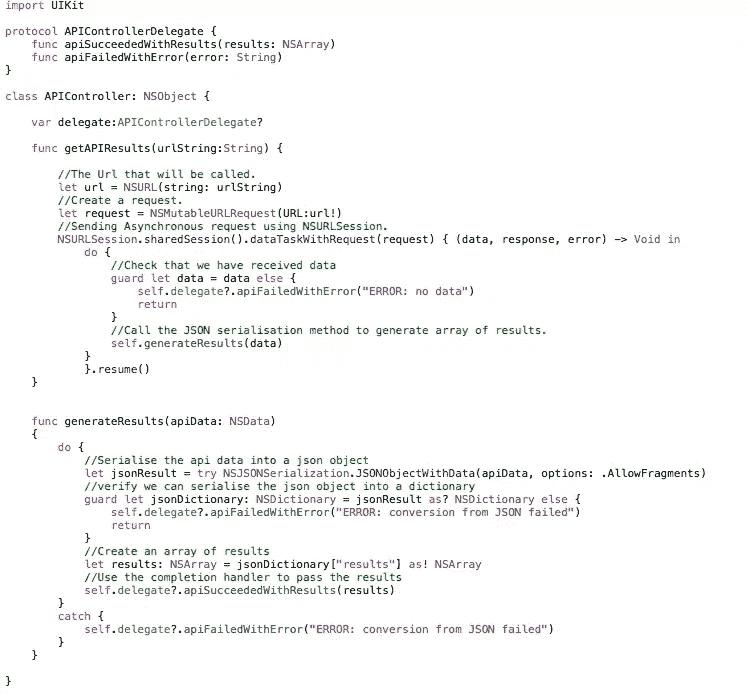 import UIKit
protocol APIControllerDelegate {
func apiSucceededWithResults(results: NSArray)
func apiFailedWithError(error: String)
}
class APIController: NSObject {
var delegate:APIControllerDelegate?
func getAPIResults(urlString:String) {
//The Url that will be called.
let url = NSURL(string: urlString)
//Create a request.
let request = NSMutableURLRequest(URL:url!)
//Sending Asynchronous request using NSURLSession.
NSURLSession.sharedSession().dataTaskWithRequest(request) { (data, response, error) -> Void in
do {
//Check that we have received data
guard let data = data else {
self.delegate?.apiFailedWithError("ERROR: no data")
return
}
//Call the JSON serialisation method to generate array of results.
self.generateResults(data)
}
}.resume()
}
func generateResults(apiData: NSData)
{
do {
//Serialise the api data into a json object
let jsonResult = try NSJSONSerialization.JSONObjectWithData(apiData, options: .AllowFragments)
//verify we can serialise the json object into a dictionary
guard let jsonDictionary: NSDictionary = jsonResult as? NSDictionary else {
self.delegate?.apiFailedWithError("ERROR: conversion from JSON failed")
return
}
//Create an array of results
let results: NSArray = jsonDictionary["results"] as! NSArray
//Use the completion handler to pass the results
self.delegate?.apiSucceededWithResults(results)
}
catch {
self.delegate?.apiFailedWithError("ERROR: conversion from JSON failed")
}
}
}